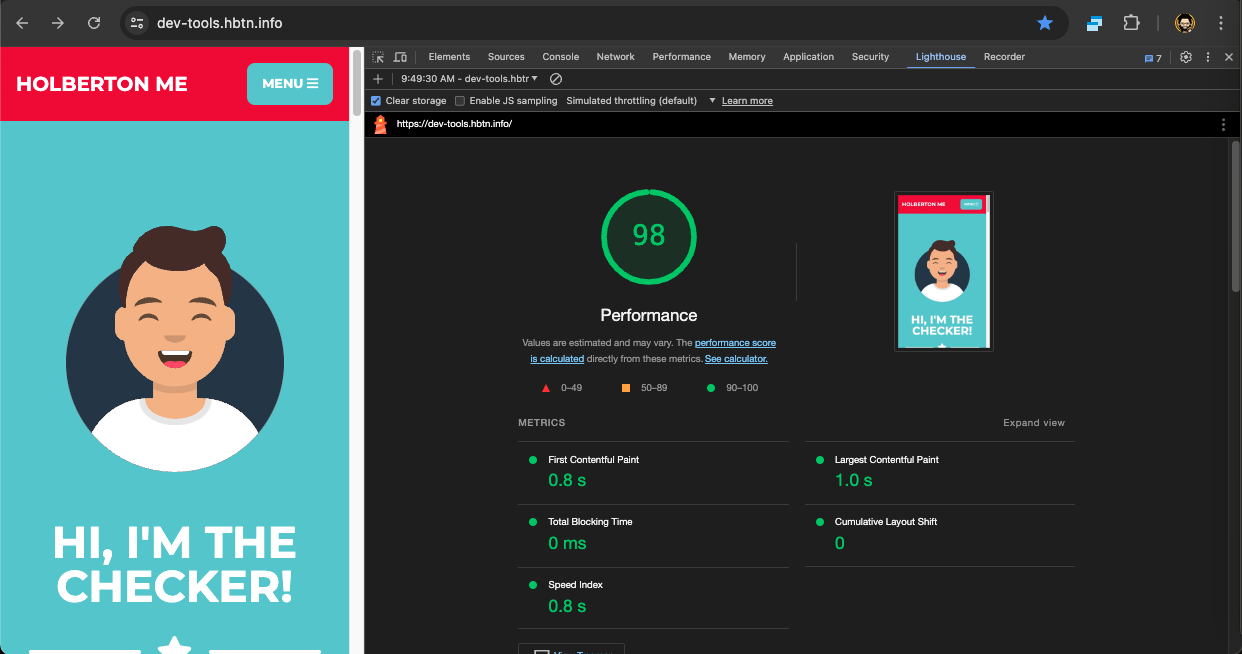 dev-tools.hbtn.info
HOLBERTON ME
MENU
HI, I'M THE
CHECKER!
Elements Sources Console Network Performance Memory Application Security Lighthouse Recorder 7
9:49:30 AM - dev-tools.hbtr
Clear storage Enable JS sampling Simulated throttling (default) Learn more
https://dev-tools.hbtn.info/
98
Performance
Values are estimated and may vary. The performance score
is calculated directly from these metrics. See calculator.
0–49 50–89 90–100
HOLBERTON ME
HI, I'M THE
CHECKER!
METRICS Expand view
First Contentful Paint
0.8 s
Largest Contentful Paint
1.0 s
Total Blocking Time
0 ms
Cumulative Layout Shift
0
Speed Index
0.8 s